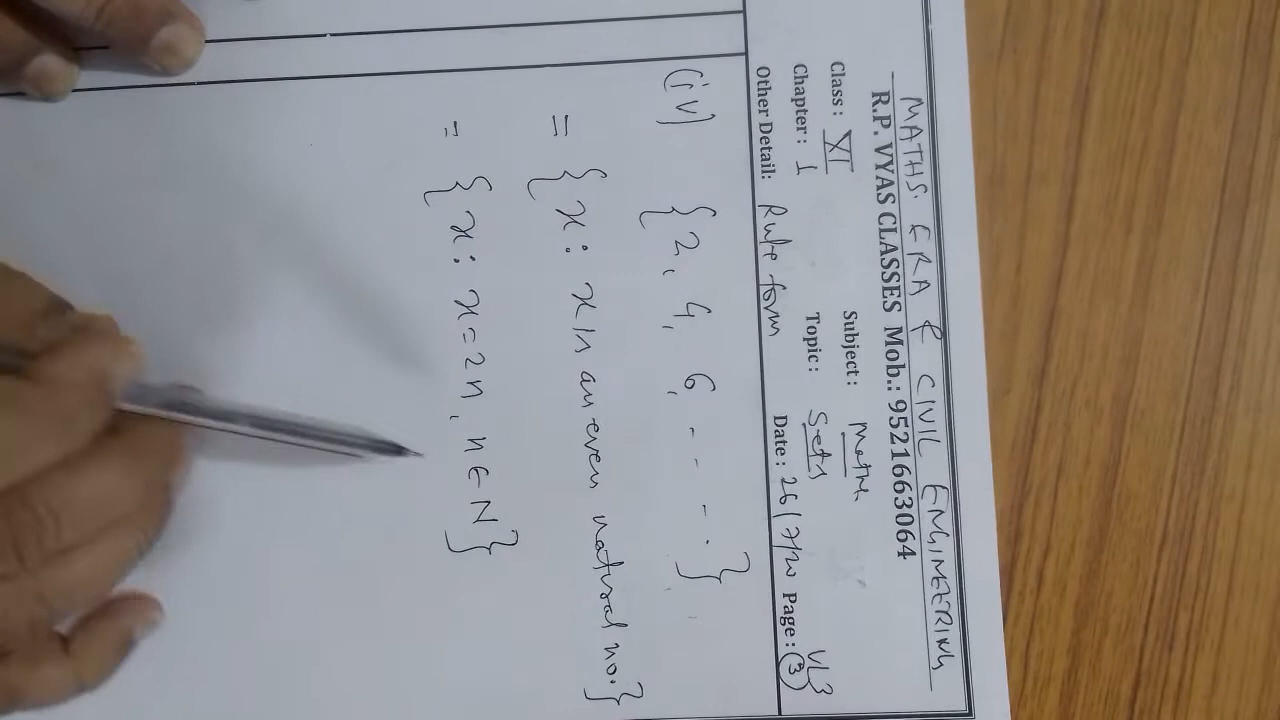 MATHS. ERA & CIVIL ENGINEERING
R.P. VYAS CLASSES Mob.: 9521663064
Class: XI Subject: Maths
Chapter: 1 Topic: Sets VL3
Other Detail: Rule form Date: 26/7/20 Page: 3
(iv) {2, 4, 6, - - - .}
= {x : x is an even natural no.}
= {x : x = 2n, n ∈ N}